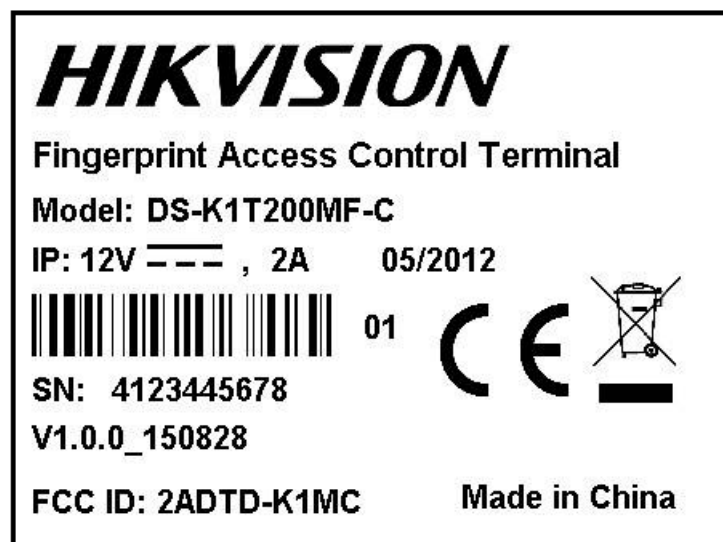 HIKVISION
Fingerprint Access Control Terminal
Model: DS-K1T200MF-C
IP: 12V ⎓ , 2A 05/2012
01
SN: 4123445678
V1.0.0_150828
FCC ID: 2ADTD-K1MC Made in China